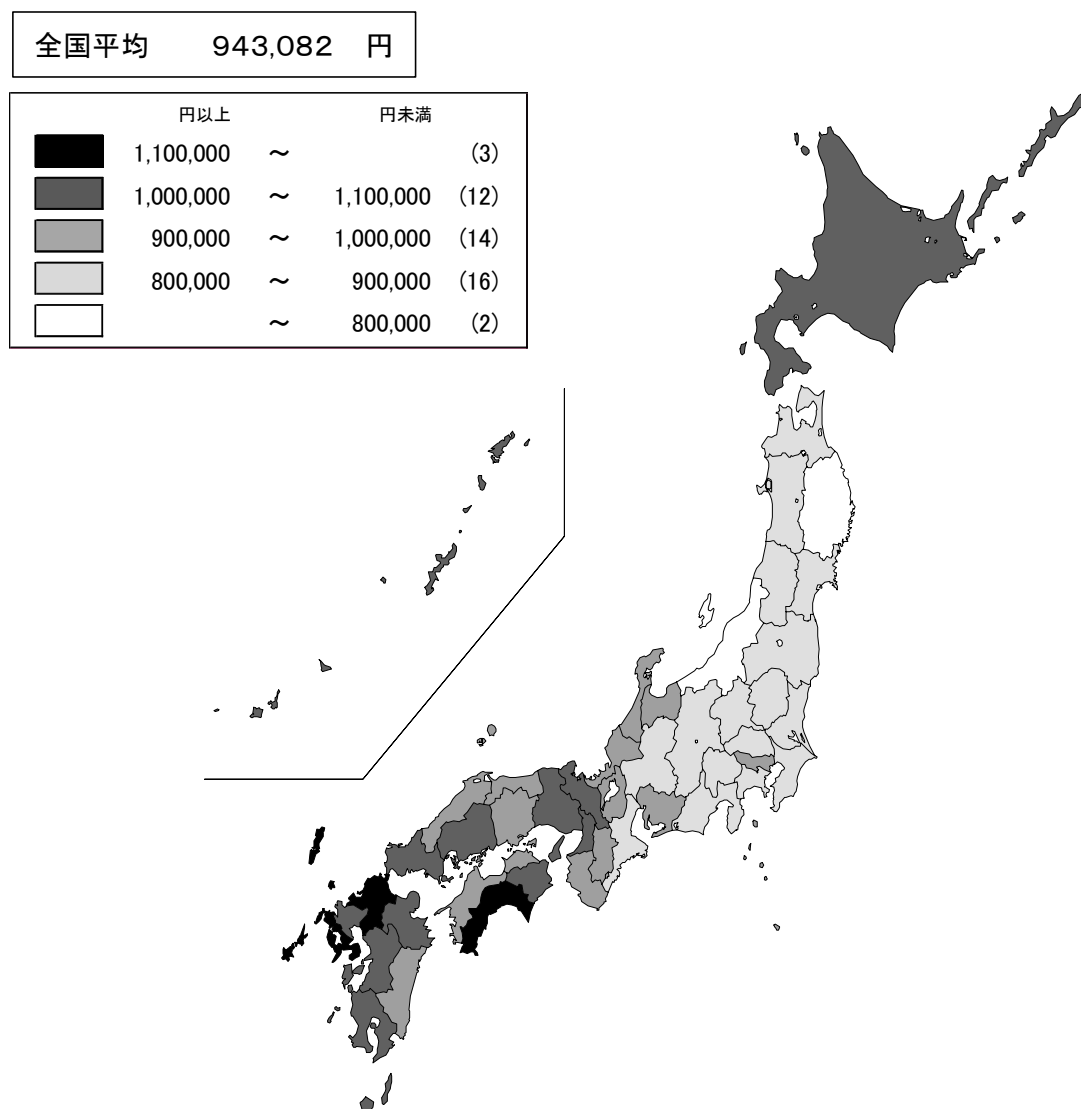 全国平均 943,082 円
円以上 円未満
1,100,000 ～ (3)
1,000,000 ～ 1,100,000 (12)
900,000 ～ 1,000,000 (14)
800,000 ～ 900,000 (16)
～ 800,000 (2)